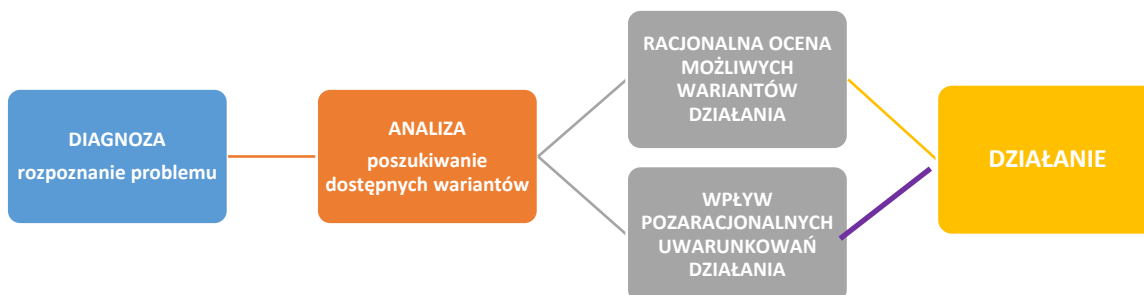 DIAGNOZA
rozpoznanie problemu
ANALIZA
poszukiwanie
dostępnych wariantów
RACJONALNA OCENA
MOŻLIWYCH
WARIANTÓW
DZIAŁANIA
WPŁYW
POZARACJONALNYCH
UWARUNKOWAŃ
DZIAŁANIA
DZIAŁANIE